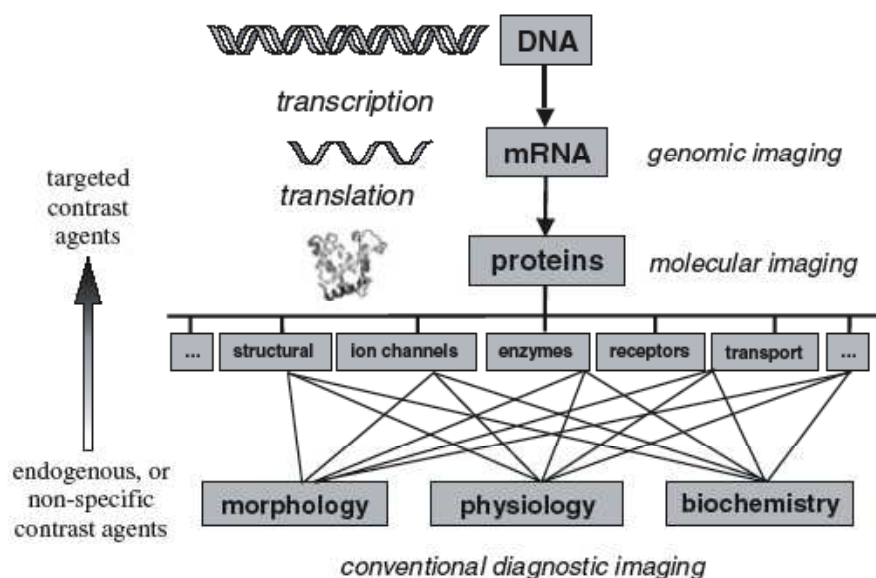 DNA
transcription
mRNA
genomic imaging
translation
targeted
contrast
agents
proteins
molecular imaging
... structural ion channels enzymes receptors transport ...
endogenous, or
non-specific
contrast agents
morphology physiology biochemistry
conventional diagnostic imaging